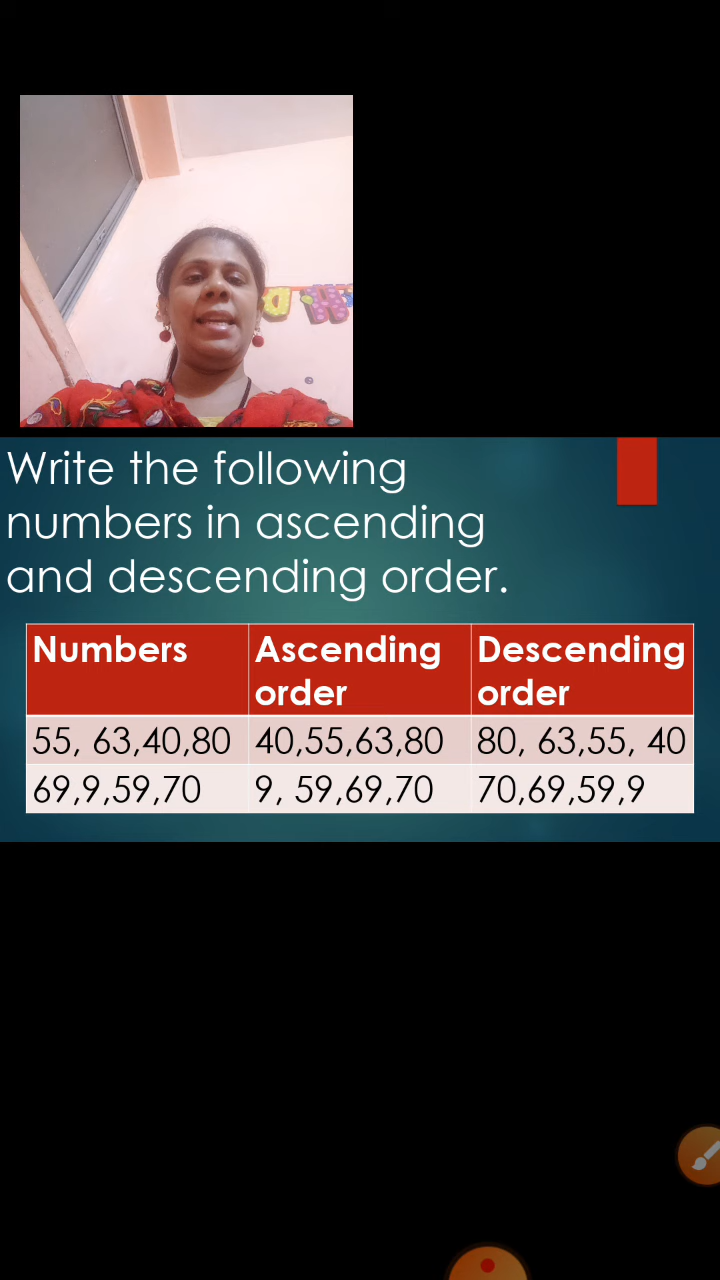 Write the following
numbers in ascending
and descending order.
Numbers Ascending order Descending order
55, 63,40,80 40,55,63,80 80, 63,55, 40
69,9,59,70 9, 59,69,70 70,69,59,9